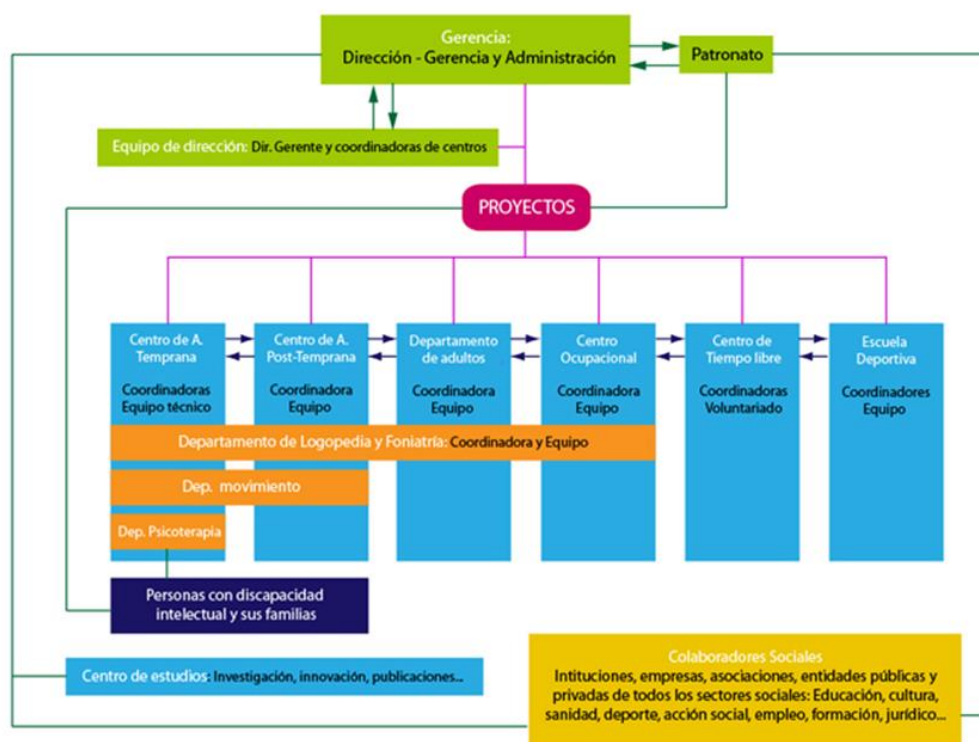 Gerencia:
Dirección - Gerencia y Administración
Patronato
Equipo de dirección: Dir. Gerente y coordinadoras de centros
PROYECTOS
Centro de A.
Temprana
Coordinadoras
Equipo técnico
Centro de A.
Post-Temprana
Coordinadora
Equipo
Departamento
de adultos
Coordinadora
Equipo
Centro
Ocupacional
Coordinadora
Equipo
Centro de
Tiempo libre
Coordinadoras
Voluntariado
Escuela
Deportiva
Coordinadores
Equipo
Departamento de Logopedia y Foniatría: Coordinadora y Equipo
Dep. movimiento
Dep. Psicoterapia
Personas con discapacidad
intelectual y sus familias
Centro de estudios: Investigación, innovación, publicaciones...
Colaboradores Sociales
Intituciones, empresas, asociaciones, entidades públicas y
privadas de todos los sectores sociales: Educación, cultura,
sanidad, deporte, acción social, empleo, formación, jurídico...